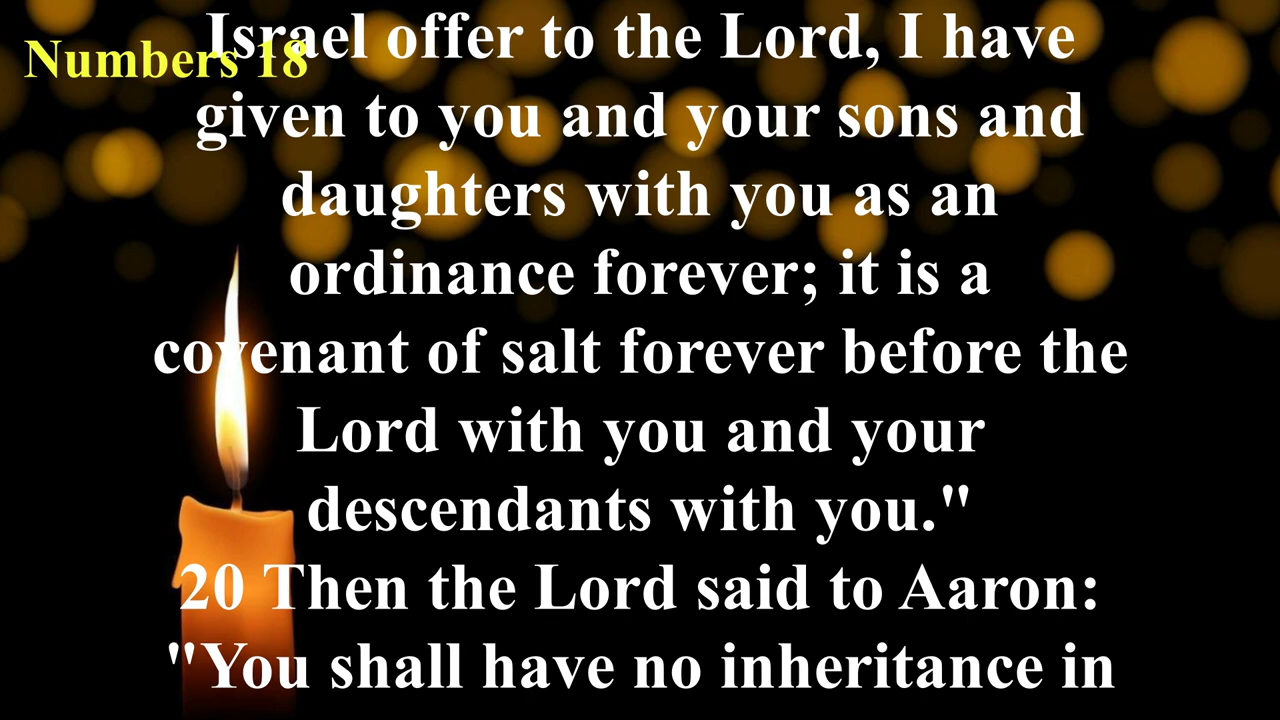 Numbers 18
Israel offer to the Lord, I have
given to you and your sons and
daughters with you as an
ordinance forever; it is a
covenant of salt forever before the
Lord with you and your
descendants with you."
20 Then the Lord said to Aaron:
"You shall have no inheritance in